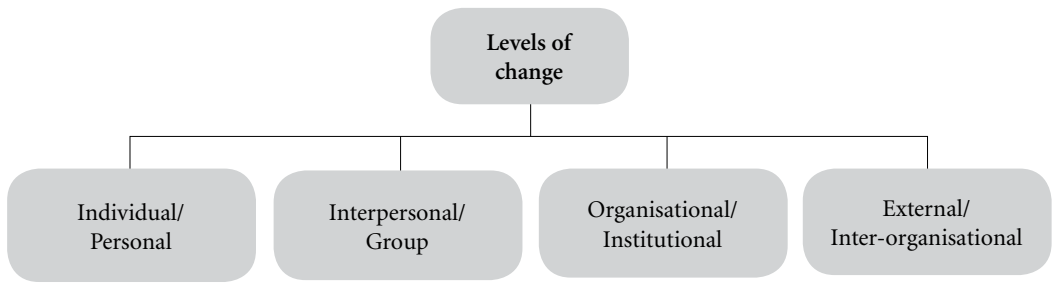 Levels of
change
Individual/
Personal
Interpersonal/
Group
Organisational/
Institutional
External/
Inter-organisational